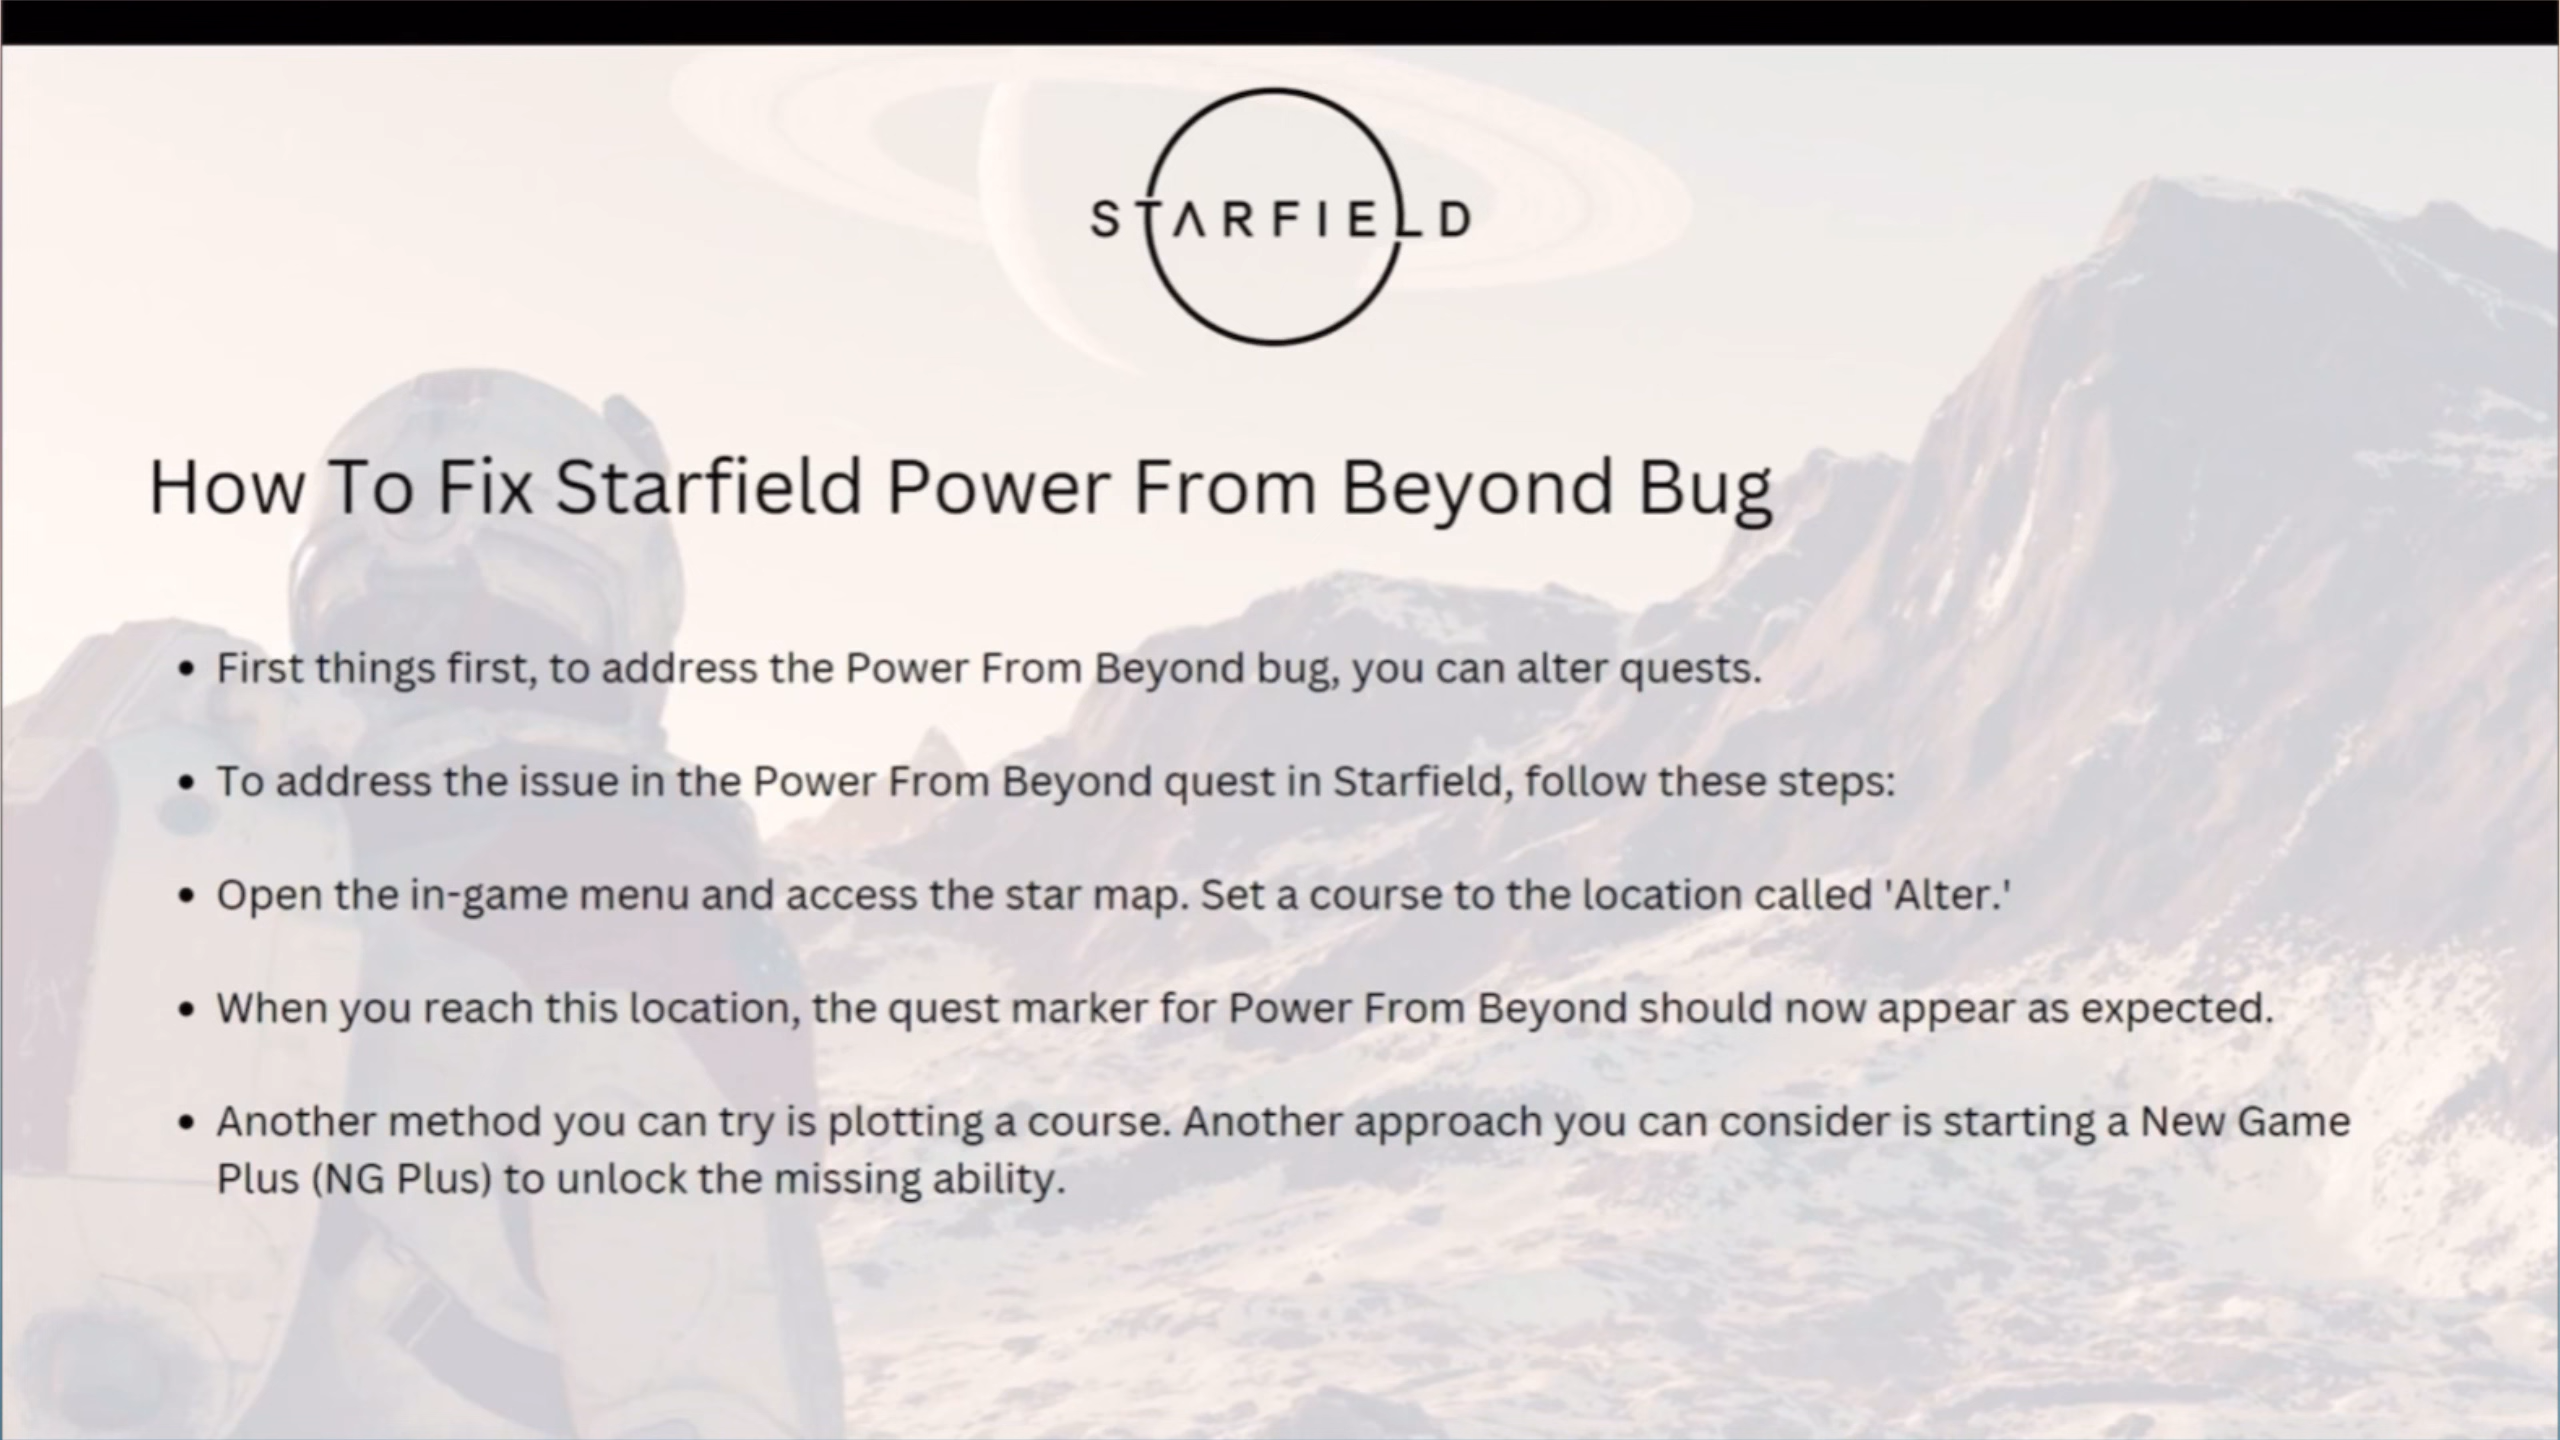 STARFIELD
How To Fix Starfield Power From Beyond Bug
• First things first, to address the Power From Beyond bug, you can alter quests.
• To address the issue in the Power From Beyond quest in Starfield, follow these steps:
• Open the in-game menu and access the star map. Set a course to the location called 'Alter.'
• When you reach this location, the quest marker for Power From Beyond should now appear as expected.
• Another method you can try is plotting a course. Another approach you can consider is starting a New Game
Plus (NG Plus) to unlock the missing ability.